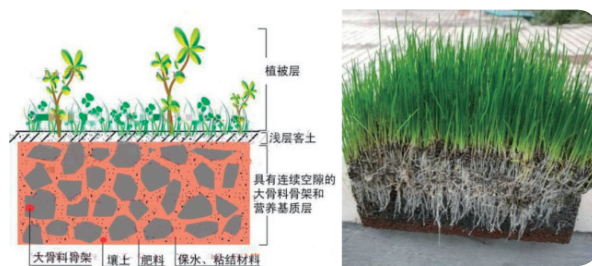 植被层
浅层客土
具有连续空隙的
大骨料骨架和
营养基质层
大骨料骨架 填土 肥料 保水、粘结材料